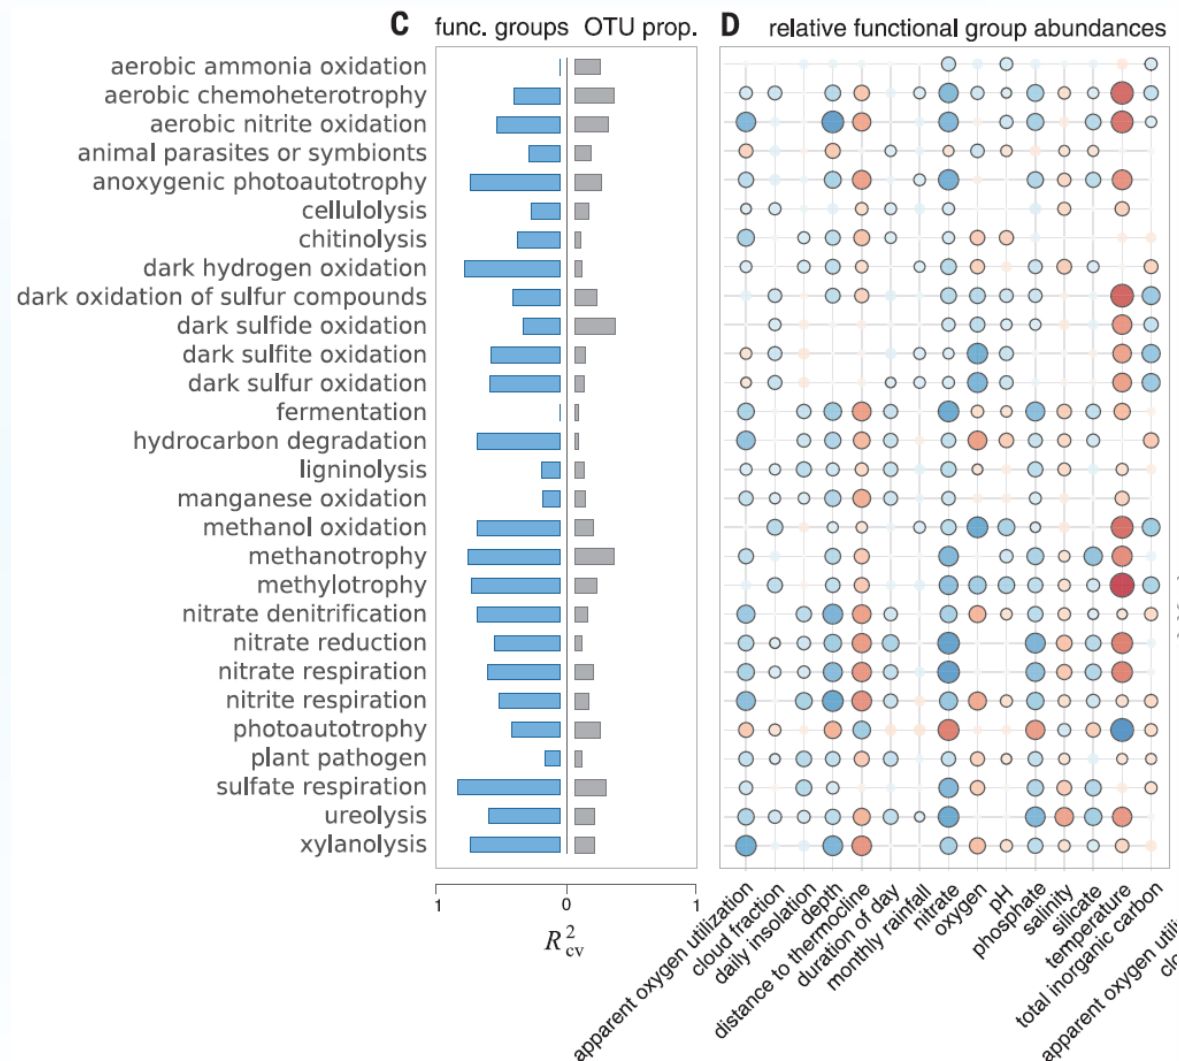 C func. groups OTU prop.
D relative functional group abundances
aerobic ammonia oxidation
aerobic chemoheterotrophy
aerobic nitrite oxidation
animal parasites or symbionts
anoxygenic photoautotrophy
cellulolysis
chitinolysis
dark hydrogen oxidation
dark oxidation of sulfur compounds
dark sulfide oxidation
dark sulfite oxidation
dark sulfur oxidation
fermentation
hydrocarbon degradation
ligninolysis
manganese oxidation
methanol oxidation
methanotrophy
methylotrophy
nitrate denitrification
nitrate reduction
nitrate respiration
nitrite respiration
photoautotrophy
plant pathogen
sulfate respiration
ureolysis
xylanolysis
1 0 1
R²cv
apparent oxygen utilization
cloud fraction
daily insolation
depth
distance to thermocline
duration of day
monthly rainfall
nitrate
oxygen
pH
phosphate
salinity
silicate
temperature
total inorganic carbon
apparent oxygen utili
clo